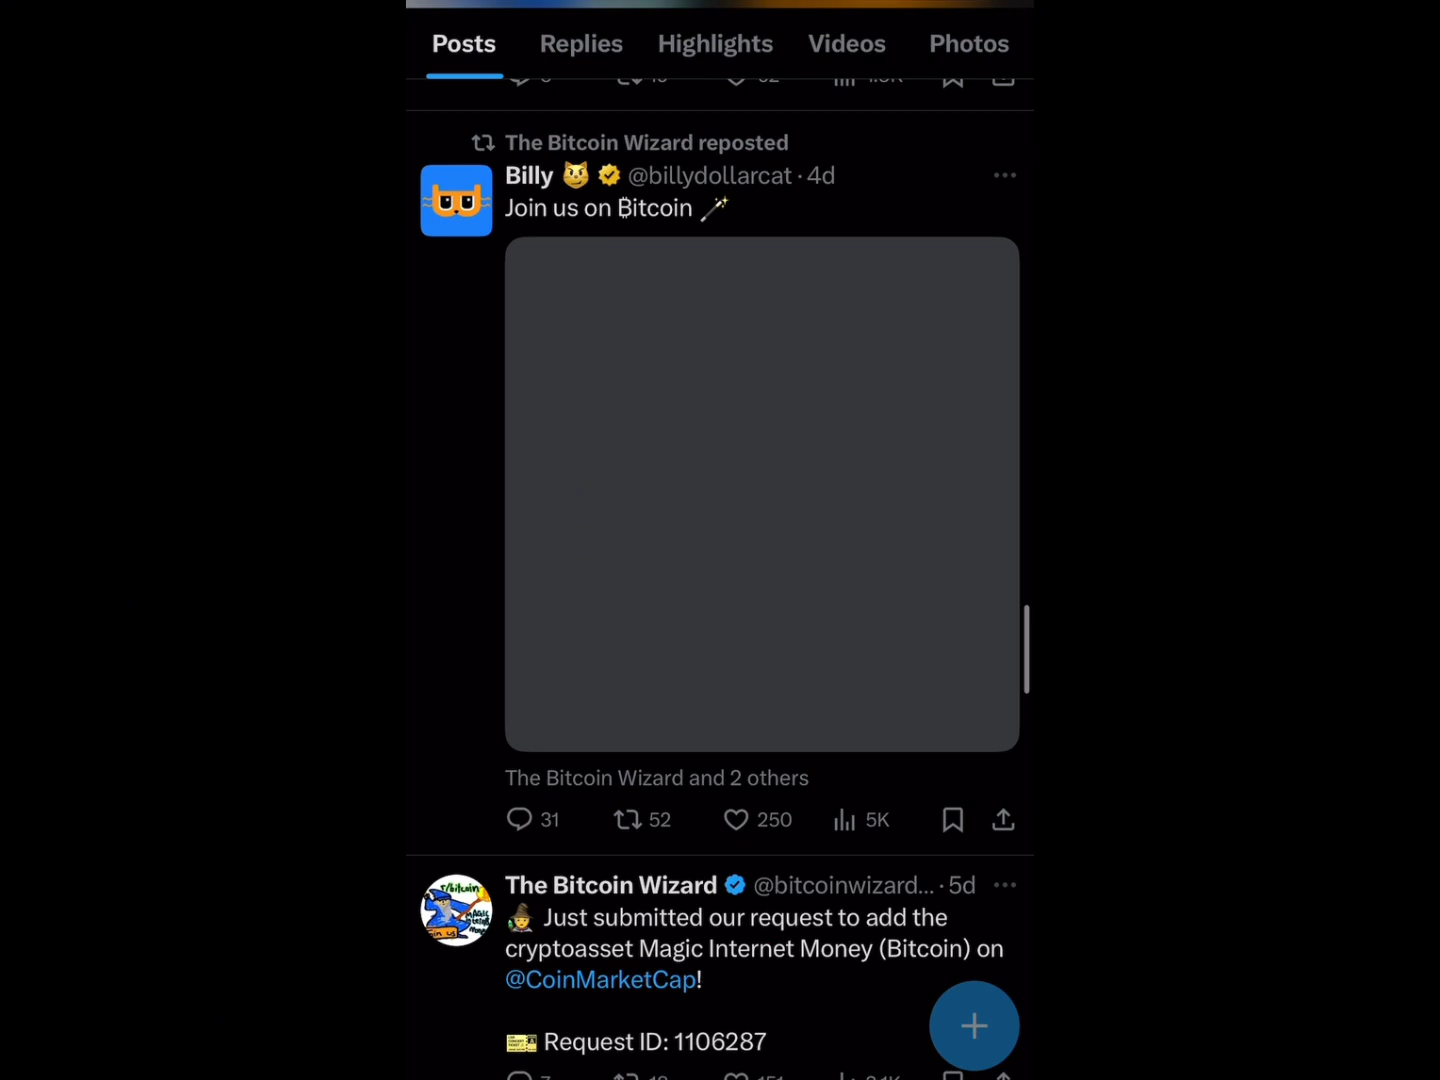 Posts Replies Highlights Videos Photos
The Bitcoin Wizard reposted
Billy 😼 @billydollarcat · 4d
Join us on ₿itcoin 🪄
The Bitcoin Wizard and 2 others
31 52 250 5K
The Bitcoin Wizard @bitcoinwizard... · 5d
🧙 Just submitted our request to add the
cryptoasset Magic Internet Money (Bitcoin) on
@CoinMarketCap!
🎫 Request ID: 1106287